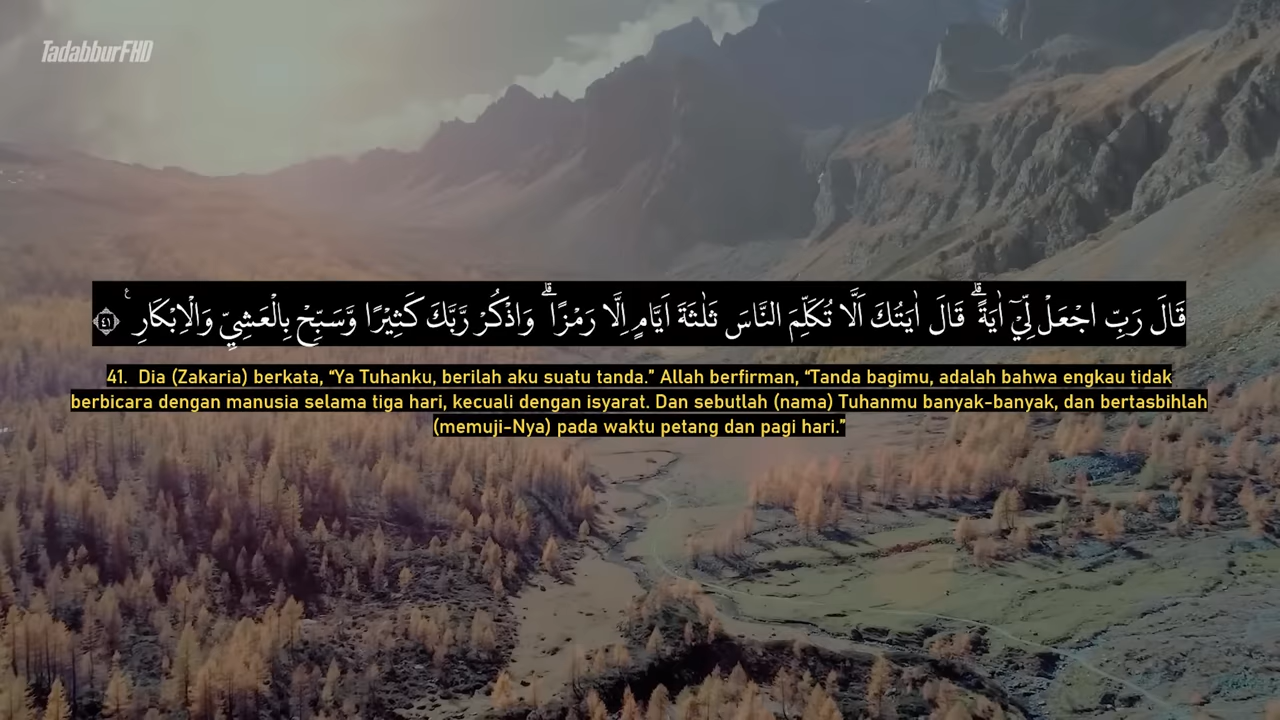 TadabburFHD
قَالَ رَبِّ اجْعَلْ لِّيْٓ اٰيَةً ۗ قَالَ اٰيَتُكَ اَلَّا تُكَلِّمَ النَّاسَ ثَلٰثَةَ اَيَّامٍ اِلَّا رَمْزًا ۗ وَاذْكُرْ رَّبَّكَ كَثِيْرًا وَّسَبِّحْ بِالْعَشِيِّ وَالْاِبْكَارِ ࣖ ٤١
41. Dia (Zakaria) berkata, “Ya Tuhanku, berilah aku suatu tanda.” Allah berfirman, “Tanda bagimu, adalah bahwa engkau tidak
berbicara dengan manusia selama tiga hari, kecuali dengan isyarat. Dan sebutlah (nama) Tuhanmu banyak-banyak, dan bertasbihlah
(memuji-Nya) pada waktu petang dan pagi hari.”